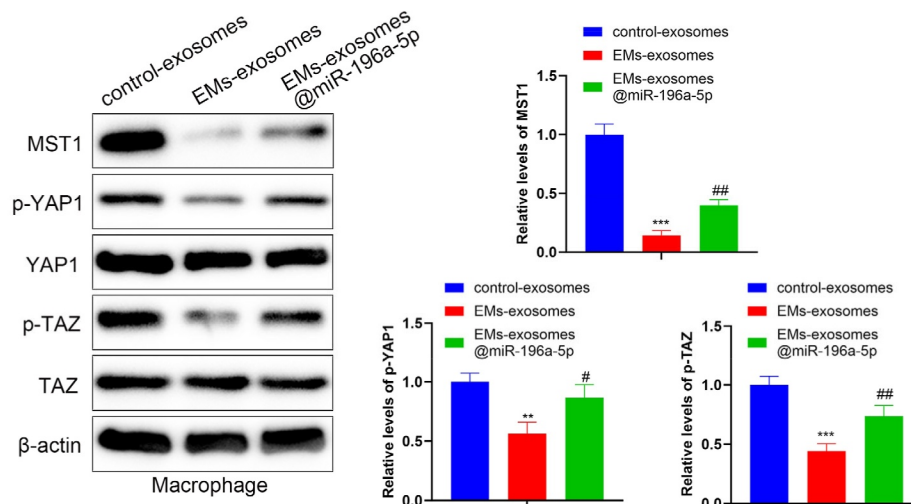 control-exosomes
EMs-exosomes
EMs-exosomes
@miR-196a-5p
MST1
p-YAP1
YAP1
p-TAZ
TAZ
β-actin
Macrophage
control-exosomes
EMs-exosomes
EMs-exosomes
@miR-196a-5p
Relative levels of MST1
1.5
1.0
0.5
0.0
***
##
control-exosomes
EMs-exosomes
EMs-exosomes
@miR-196a-5p
Relative levels of p-YAP1
1.5
1.0
0.5
0.0
**
#
control-exosomes
EMs-exosomes
EMs-exosomes
@miR-196a-5p
Relative levels of p-TAZ
1.5
1.0
0.5
0.0
***
##